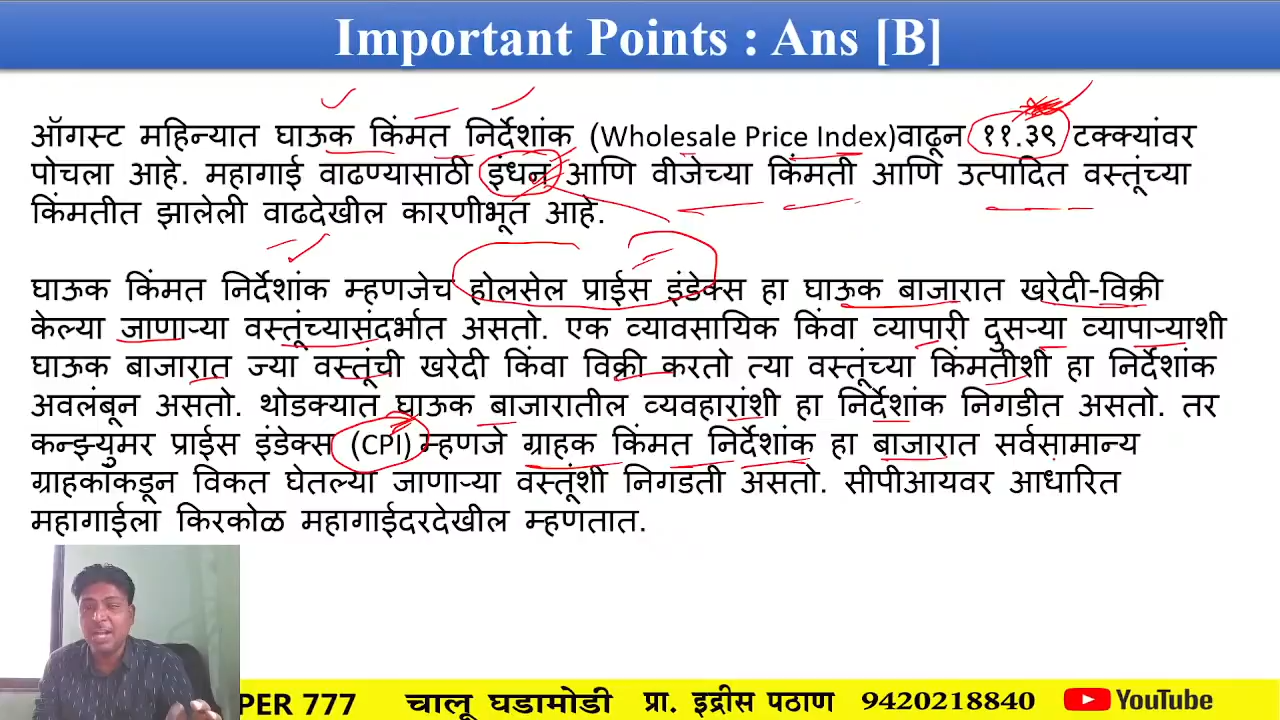 Important Points : Ans [B]
ऑगस्ट महिन्यात घाऊक किंमत निर्देशांक (Wholesale Price Index)वाढून ११.३९ टक्क्यांवर
पोचला आहे. महागाई वाढण्यासाठी इंधन आणि वीजेच्या किंमती आणि उत्पादित वस्तूंच्या
किंमतीत झालेली वाढदेखील कारणीभूत आहे.
घाऊक किंमत निर्देशांक म्हणजेच होलसेल प्राईस इंडेक्स हा घाऊक बाजारात खरेदी-विक्री
केल्या जाणाऱ्या वस्तूंच्यासंदर्भात असतो. एक व्यावसायिक किंवा व्यापारी दुसऱ्या व्यापाऱ्याशी
घाऊक बाजारात ज्या वस्तूंची खरेदी किंवा विक्री करतो त्या वस्तूंच्या किंमतीशी हा निर्देशांक
अवलंबून असतो. थोडक्यात घाऊक बाजारातील व्यवहारांशी हा निर्देशांक निगडीत असतो. तर
कन्झ्युमर प्राईस इंडेक्स (CPI) म्हणजे ग्राहक किंमत निर्देशांक हा बाजारात सर्वसामान्य
ग्राहकांकडून विकत घेतल्या जाणाऱ्या वस्तूंशी निगडती असतो. सीपीआयवर आधारित
महागाईला किरकोळ महागाईदरदेखील म्हणतात.
PER 777 चालू घडामोडी प्रा. इद्रीस पठाण 9420218840 YouTube